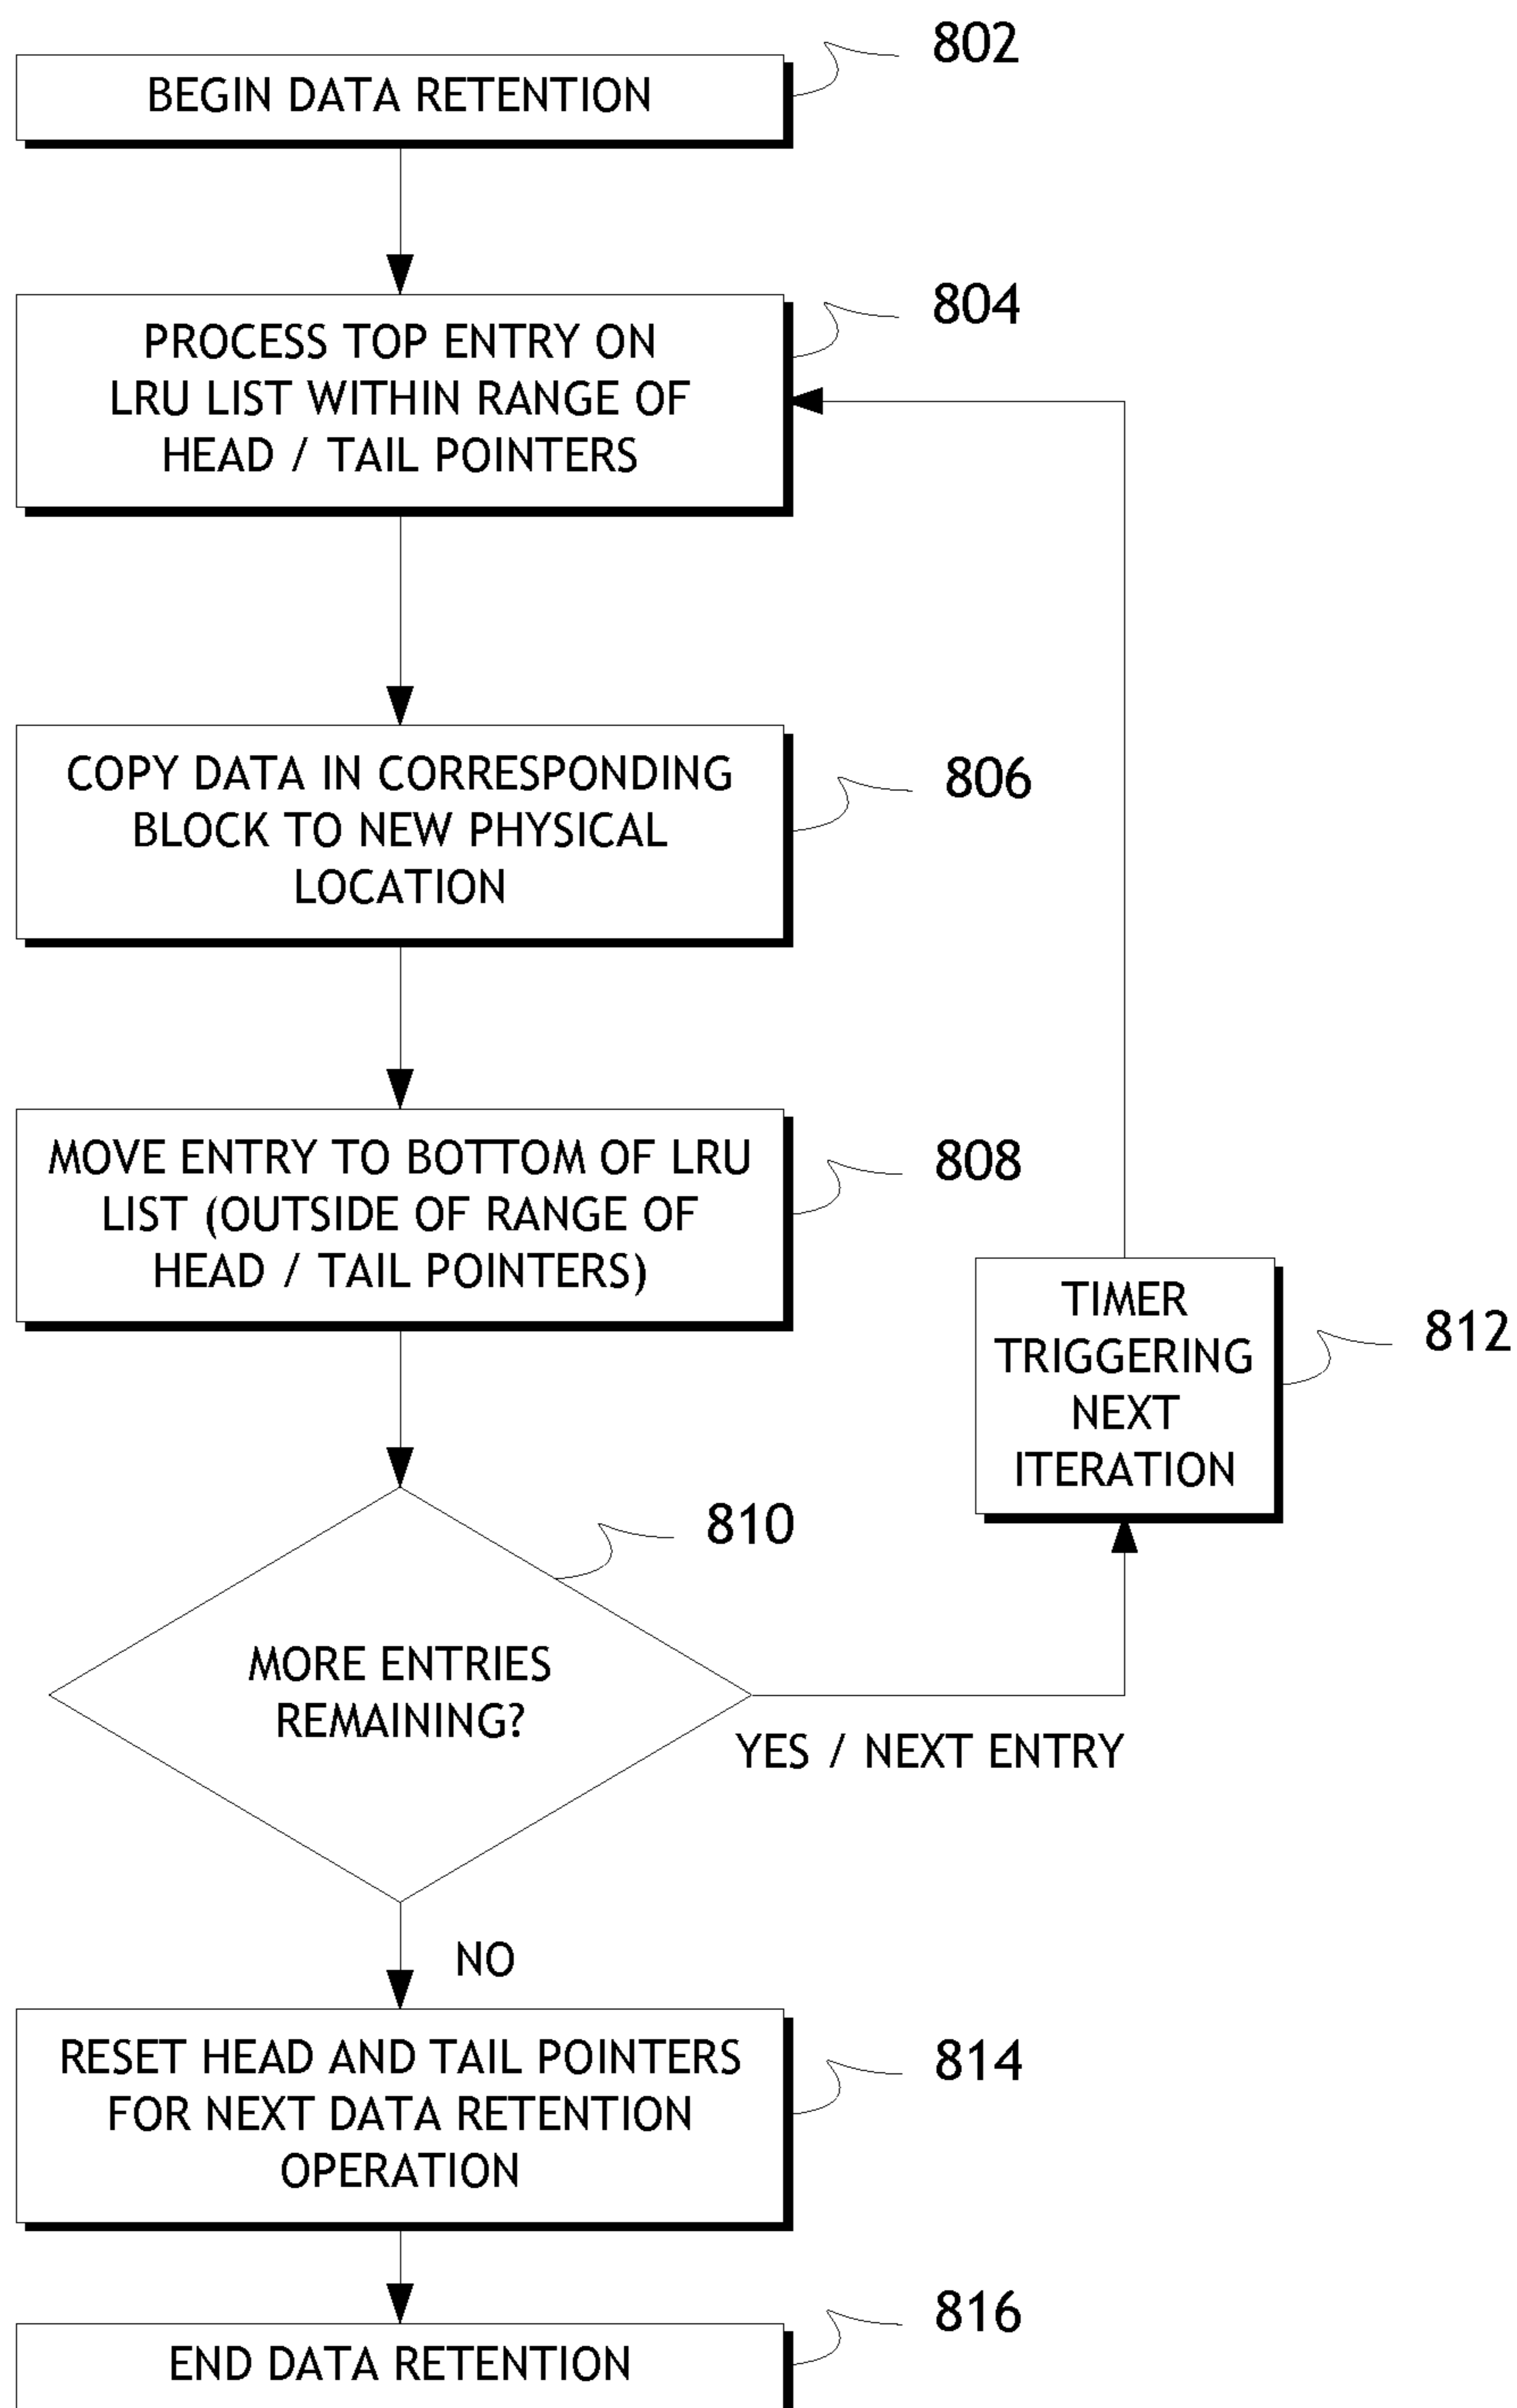 802
BEGIN DATA RETENTION
804
PROCESS TOP ENTRY ON
LRU LIST WITHIN RANGE OF
HEAD / TAIL POINTERS
806
COPY DATA IN CORRESPONDING
BLOCK TO NEW PHYSICAL
LOCATION
808
MOVE ENTRY TO BOTTOM OF LRU
LIST (OUTSIDE OF RANGE OF
HEAD / TAIL POINTERS)
812
TIMER
TRIGGERING
NEXT
ITERATION
810
MORE ENTRIES
REMAINING?
YES / NEXT ENTRY
NO
814
RESET HEAD AND TAIL POINTERS
FOR NEXT DATA RETENTION
OPERATION
816
END DATA RETENTION